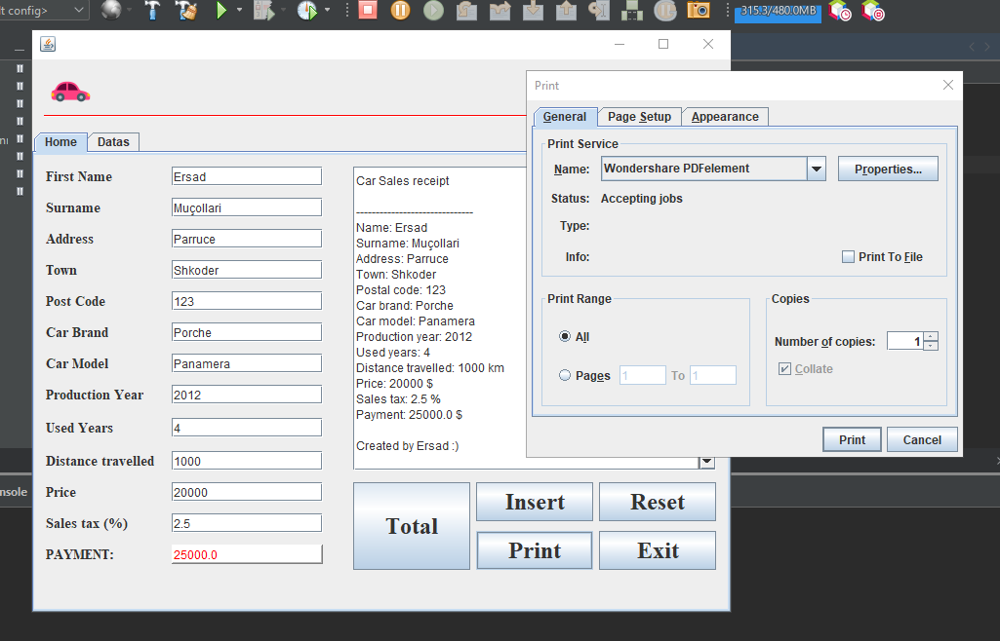 lt config>
315.3/480.0MB
Print
General
Page Setup
Appearance
Home
Datas
Print Service
Name:
Wondershare PDFelement
Properties...
Status:
Accepting jobs
Type:
Info:
Print To File
Print Range
All
Pages
1
To
1
Copies
Number of copies:
1
Collate
Print
Cancel
First Name
Ersad
Surname
Muçollari
Address
Parruce
Town
Shkoder
Post Code
123
Car Brand
Porche
Car Model
Panamera
Production Year
2012
Used Years
4
Distance travelled
1000
Price
20000
Sales tax (%)
2.5
PAYMENT:
25000.0
Car Sales receipt
------------------------------
Name: Ersad
Surname: Muçollari
Address: Parruce
Town: Shkoder
Postal code: 123
Car brand: Porche
Car model: Panamera
Production year: 2012
Used years: 4
Distance travelled: 1000 km
Price: 20000 $
Sales tax: 2.5 %
Payment: 25000.0 $
Created by Ersad :)
Total
Insert
Reset
Print
Exit
nsole